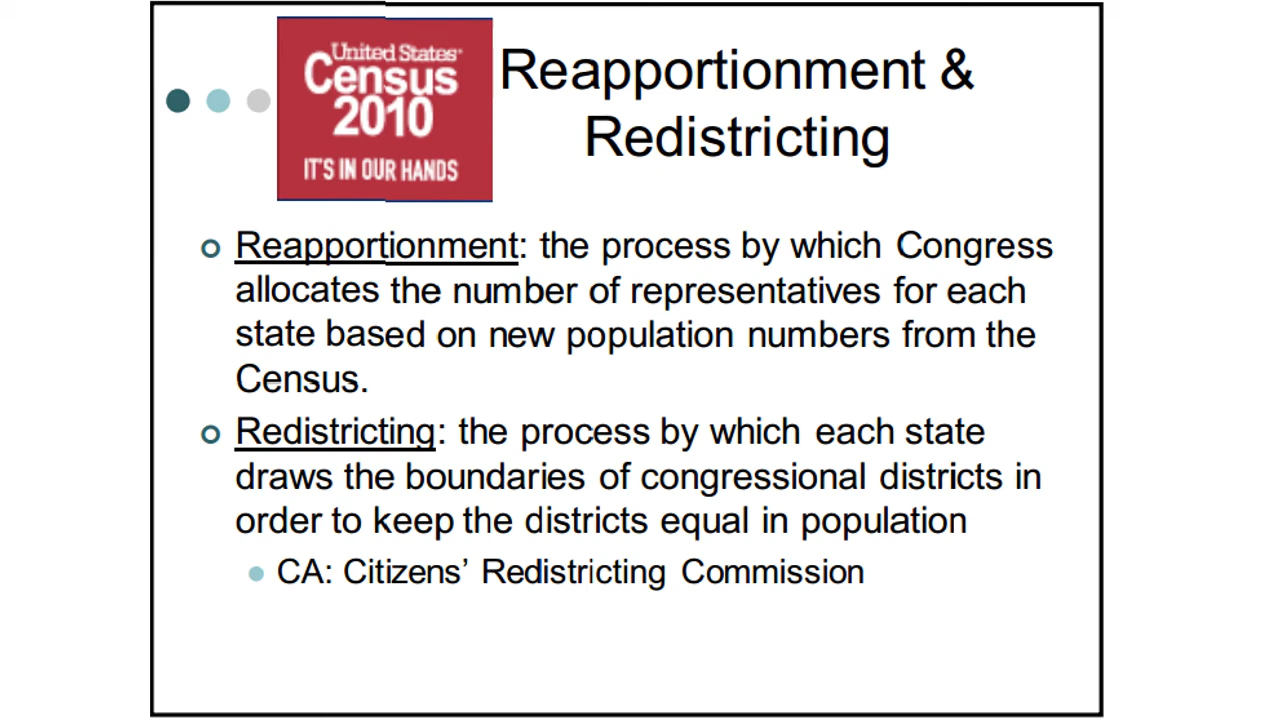 United States®
Census
2010
IT'S IN OUR HANDS
Reapportionment &
Redistricting
Reapportionment: the process by which Congress
allocates the number of representatives for each
state based on new population numbers from the
Census.
Redistricting: the process by which each state
draws the boundaries of congressional districts in
order to keep the districts equal in population
CA: Citizens’ Redistricting Commission